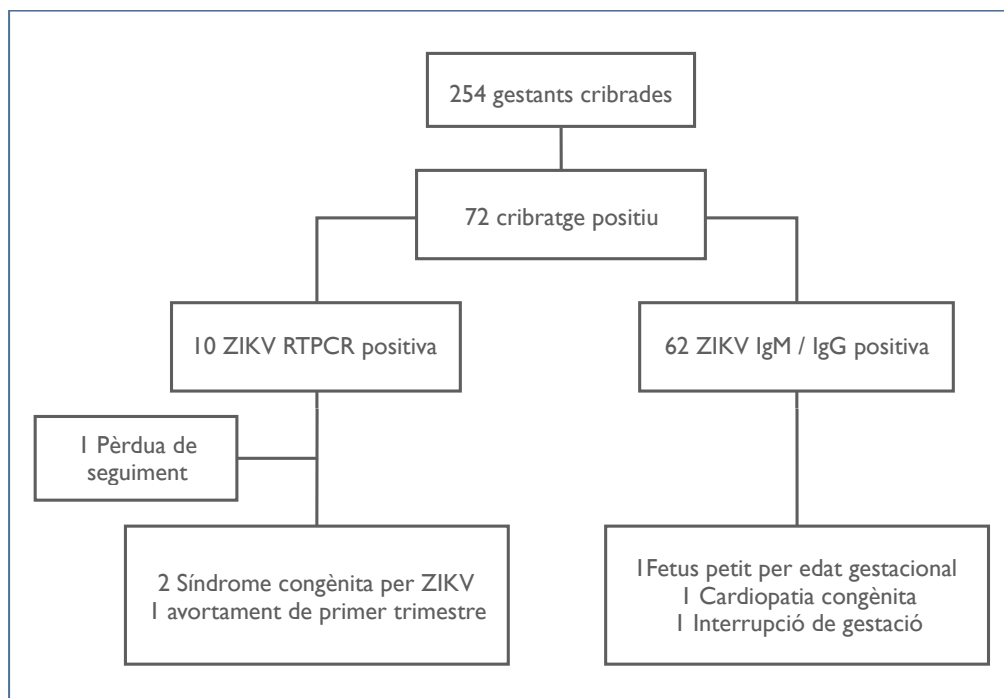 254 gestants cribrades
72 cribratge positiu
10 ZIKV RTPCR positiva
62 ZIKV IgM / IgG positiva
1 Pèrdua de
seguiment
2 Síndrome congènita per ZIKV
1 avortament de primer trimestre
1Fetus petit per edat gestacional
1 Cardiopatia congènita
1 Interrupció de gestació